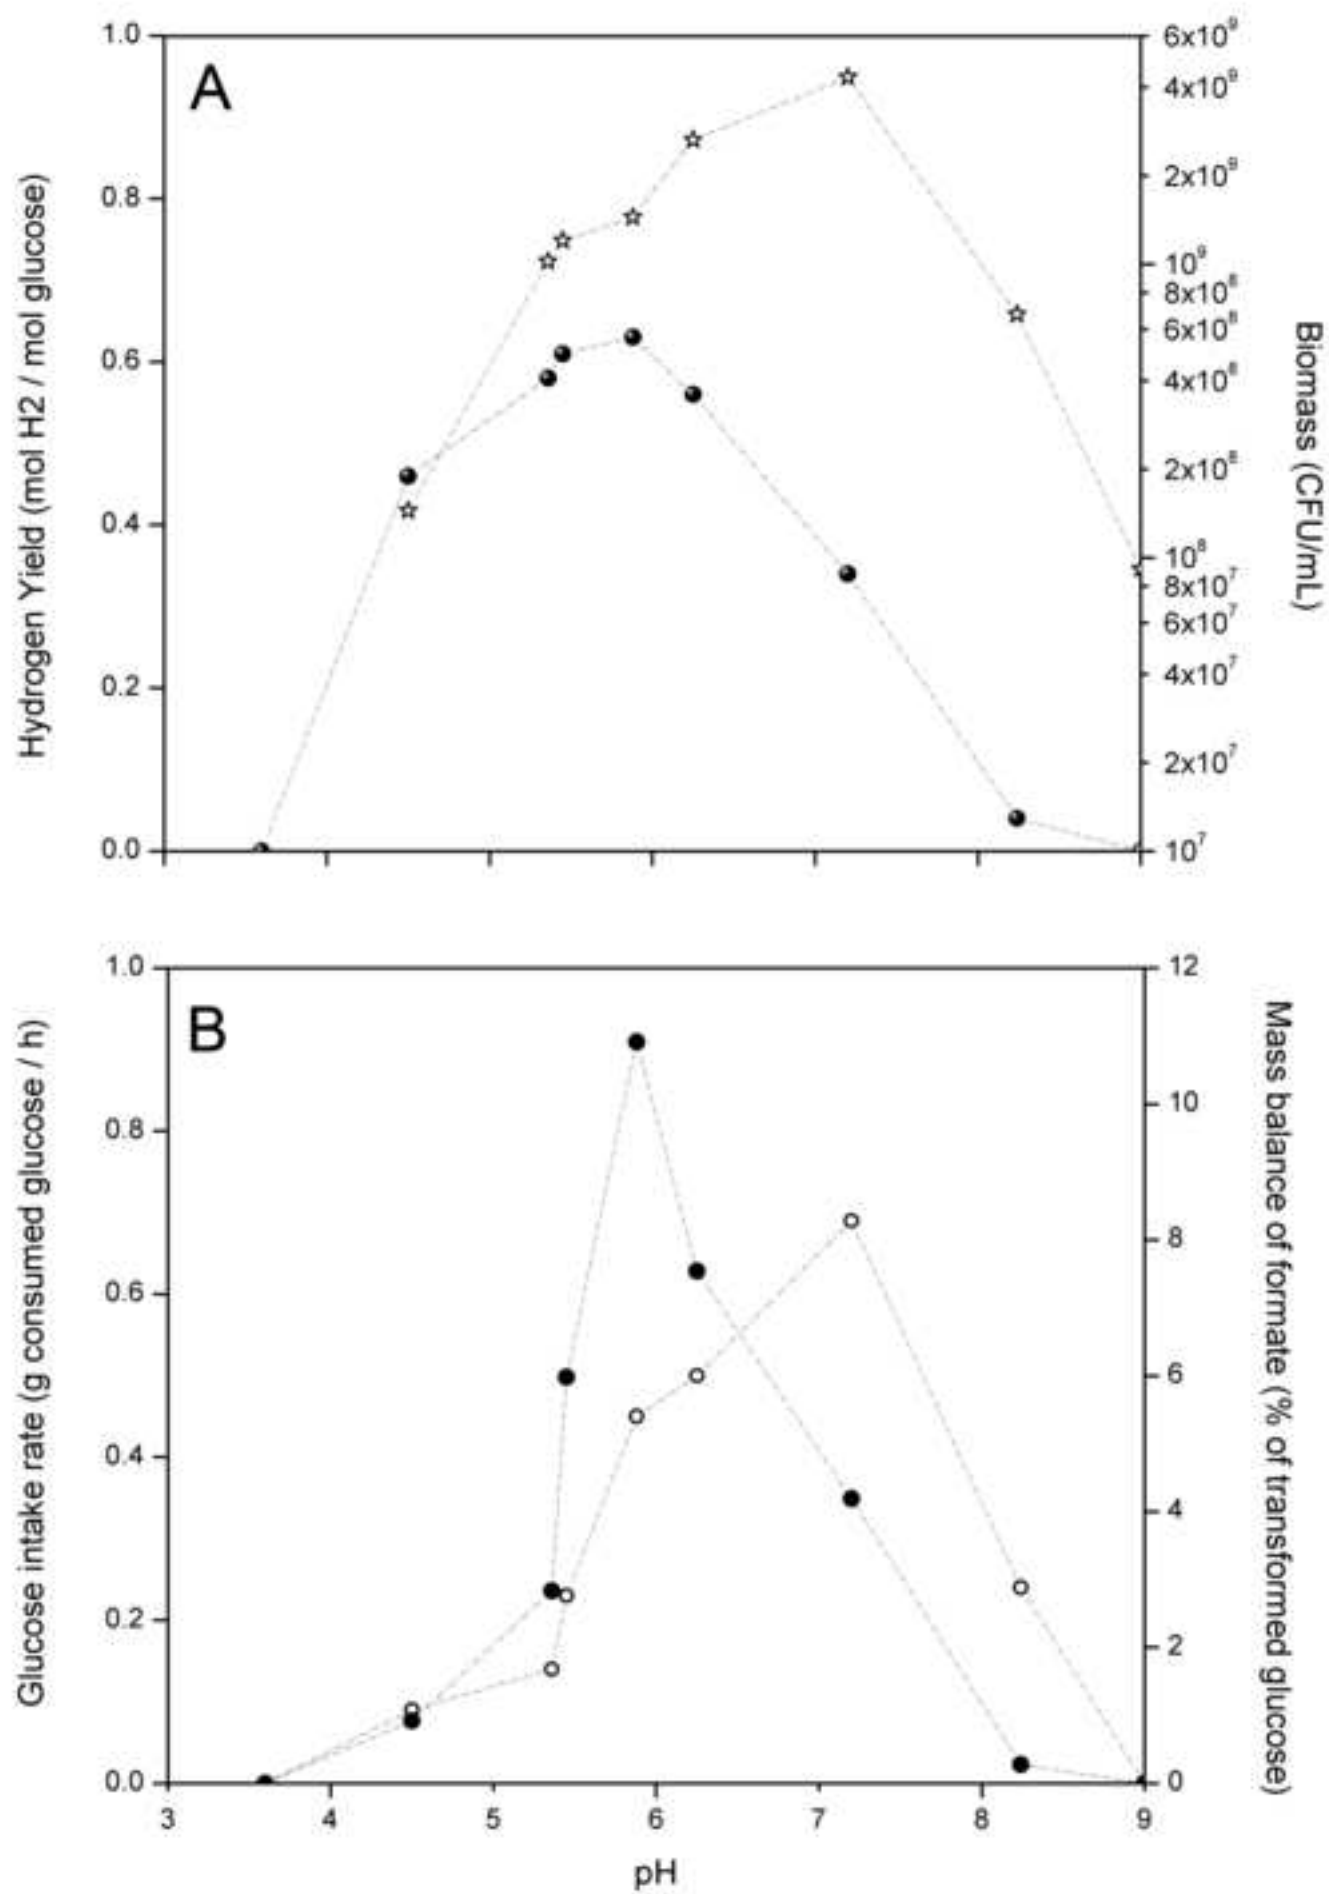 A
Hydrogen Yield (mol H2 / mol glucose)
1.0
0.8
0.6
0.4
0.2
0.0
6x10⁹
4x10⁹
2x10⁹
10⁹
8x10⁸
6x10⁸
4x10⁸
2x10⁸
10⁸
8x10⁷
6x10⁷
4x10⁷
2x10⁷
10⁷
Biomass (CFU/mL)
B
Glucose intake rate (g consumed glucose / h)
1.0
0.8
0.6
0.4
0.2
0.0
12
10
8
6
4
2
0
Mass balance of formate (% of transformed glucose)
3 4 5 6 7 8 9
pH